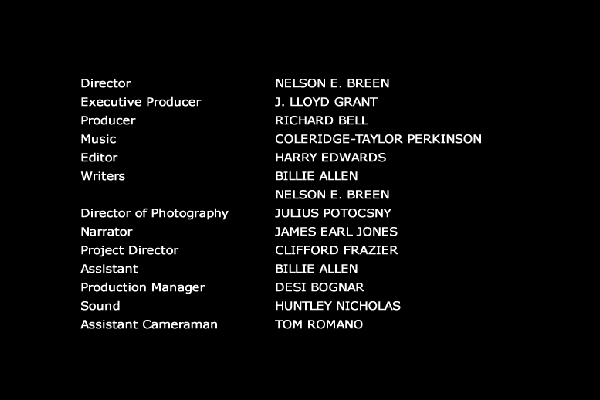 Director NELSON E. BREEN
Executive Producer J. LLOYD GRANT
Producer RICHARD BELL
Music COLERIDGE-TAYLOR PERKINSON
Editor HARRY EDWARDS
Writers BILLIE ALLEN
NELSON E. BREEN
Director of Photography JULIUS POTOCSNY
Narrator JAMES EARL JONES
Project Director CLIFFORD FRAZIER
Assistant BILLIE ALLEN
Production Manager DESI BOGNAR
Sound HUNTLEY NICHOLAS
Assistant Cameraman TOM ROMANO